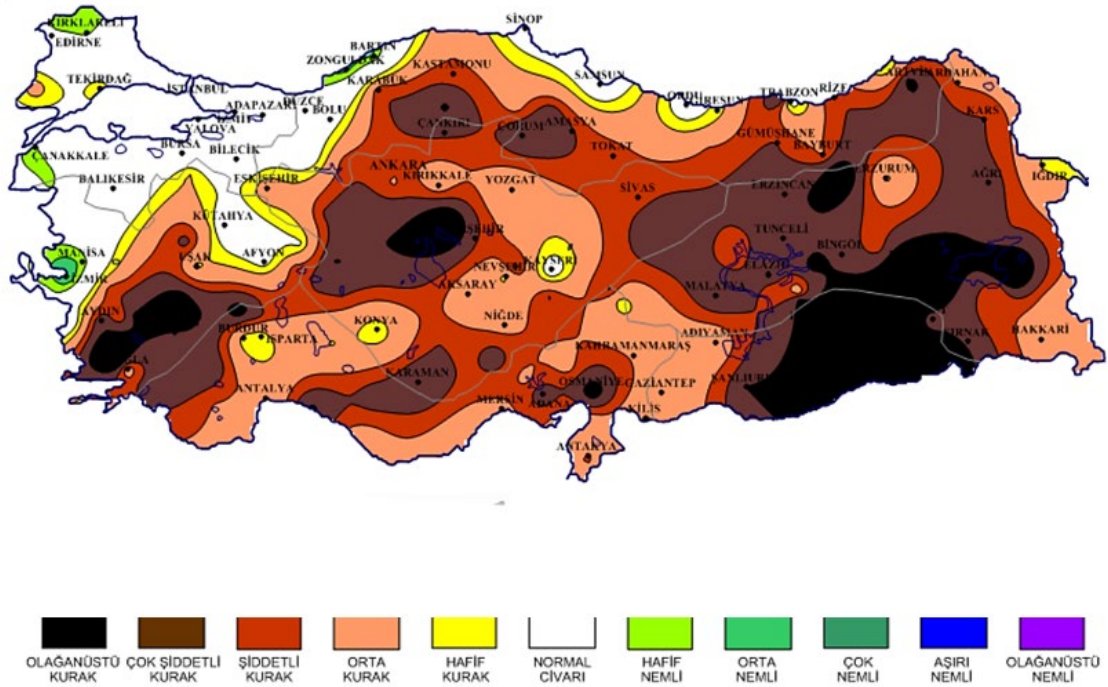 SİNOP
KIRKLARELİ
EDİRNE
BARTIN
ZONGULDAK
KASTAMONU
KARABÜK
SAMSUN
TEKİRDAĞ
İSTANBUL
DÜZCE
ADAPAZARI
BOLU
İZMİT
YALOVA
ORDU
GİRESUN
TRABZON
RİZE
ARTVİN
ARDAHAN
KARS
ÇANKIRI
ÇORUM
AMASYA
GÜMÜŞHANE
BAYBURT
BURSA
BİLECİK
ÇANAKKALE
TOKAT
ANKARA
KIRIKKALE
YOZGAT
SİVAS
ERZİNCAN
ERZURUM
AĞRI
IĞDIR
BALIKESİR
ESKİŞEHİR
KÜTAHYA
TUNCELİ
BİNGÖL
MANİSA
İZMİR
UŞAK
AFYON
NEVŞEHİR
KAYSERİ
ELAZIĞ
AKSARAY
MALATYA
AYDIN
BURDUR
ISPARTA
KONYA
NİĞDE
ADIYAMAN
HAKKARİ
KAHRAMANMARAŞ
KARAMAN
OSMANİYE
GAZİANTEP
ANTALYA
MERSİN
ADANA
KİLİS
ANTAKYA
OLAĞANÜSTÜ
KURAK
ÇOK ŞİDDETLİ
KURAK
ŞİDDETLİ
KURAK
ORTA
KURAK
HAFİF
KURAK
NORMAL
CİVARI
HAFİF
NEMLİ
ORTA
NEMLİ
ÇOK
NEMLİ
AŞIRI
NEMLİ
OLAĞANÜSTÜ
NEMLİ